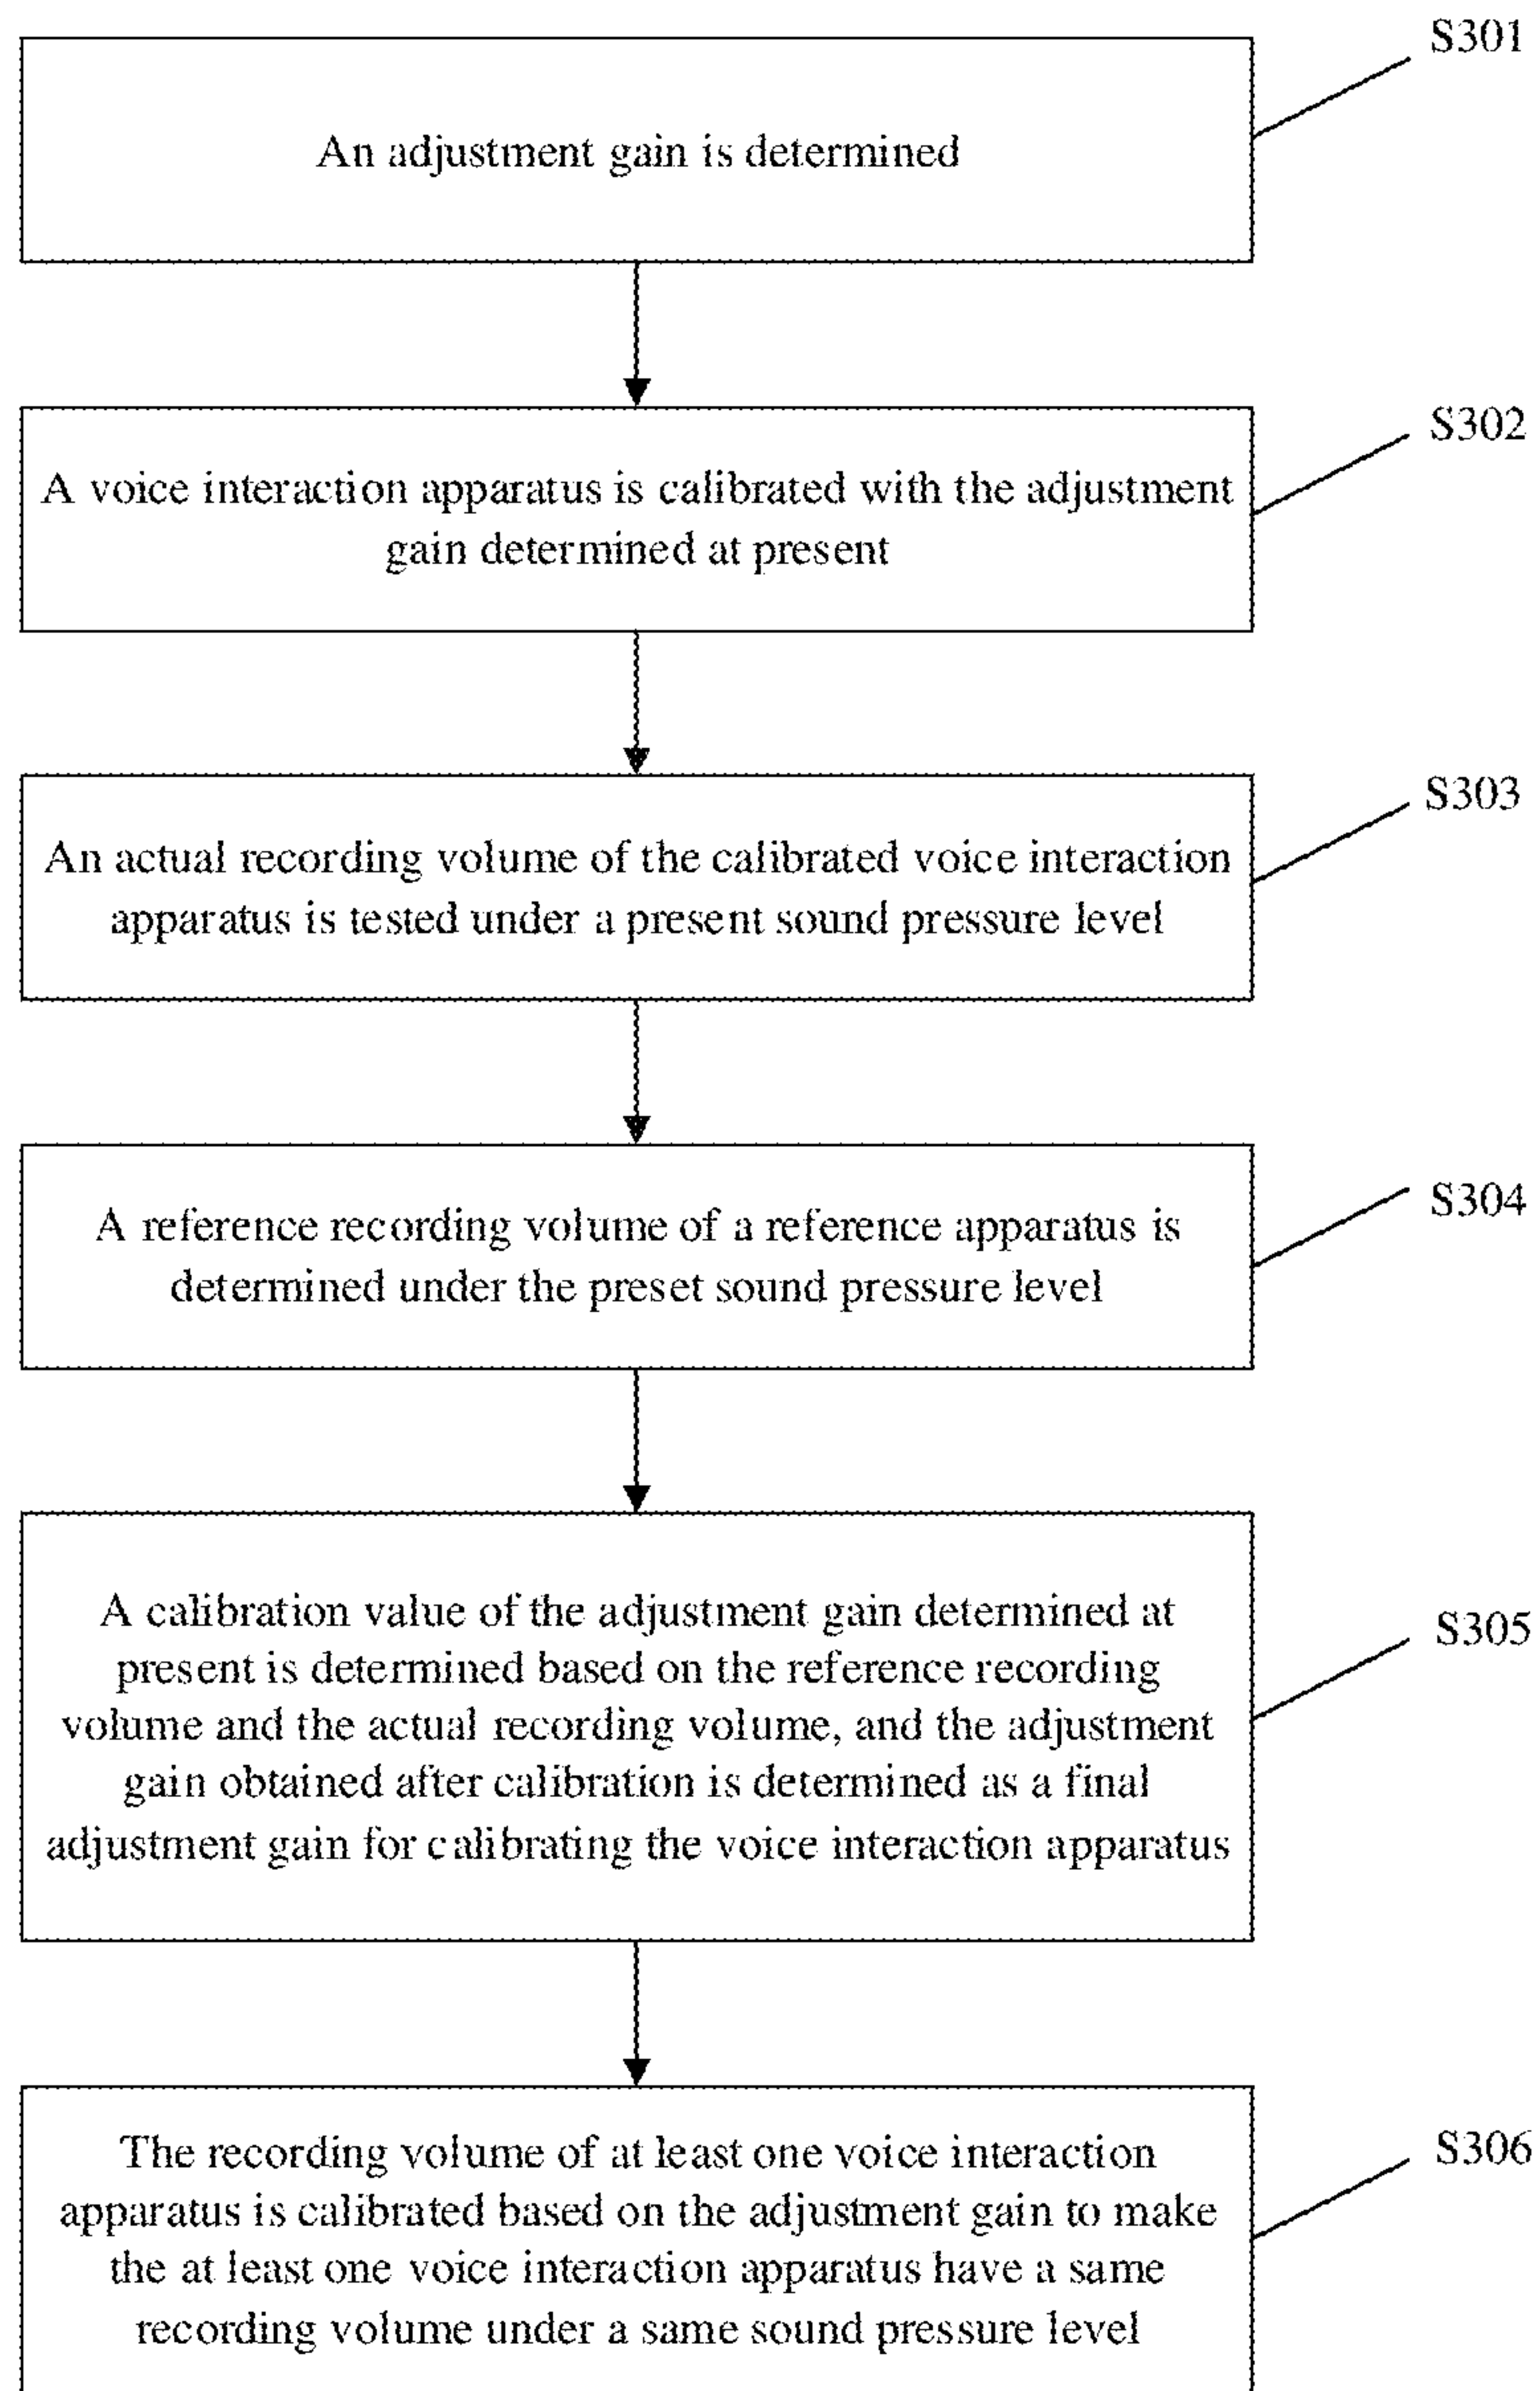 S301
An adjustment gain is determined
S302
A voice interaction apparatus is calibrated with the adjustment
gain determined at present
S303
An actual recording volume of the calibrated voice interaction
apparatus is tested under a present sound pressure level
S304
A reference recording volume of a reference apparatus is
determined under the preset sound pressure level
S305
A calibration value of the adjustment gain determined at
present is determined based on the reference recording
volume and the actual recording volume, and the adjustment
gain obtained after calibration is determined as a final
adjustment gain for calibrating the voice interaction apparatus
S306
The recording volume of at least one voice interaction
apparatus is calibrated based on the adjustment gain to make
the at least one voice interaction apparatus have a same
recording volume under a same sound pressure level